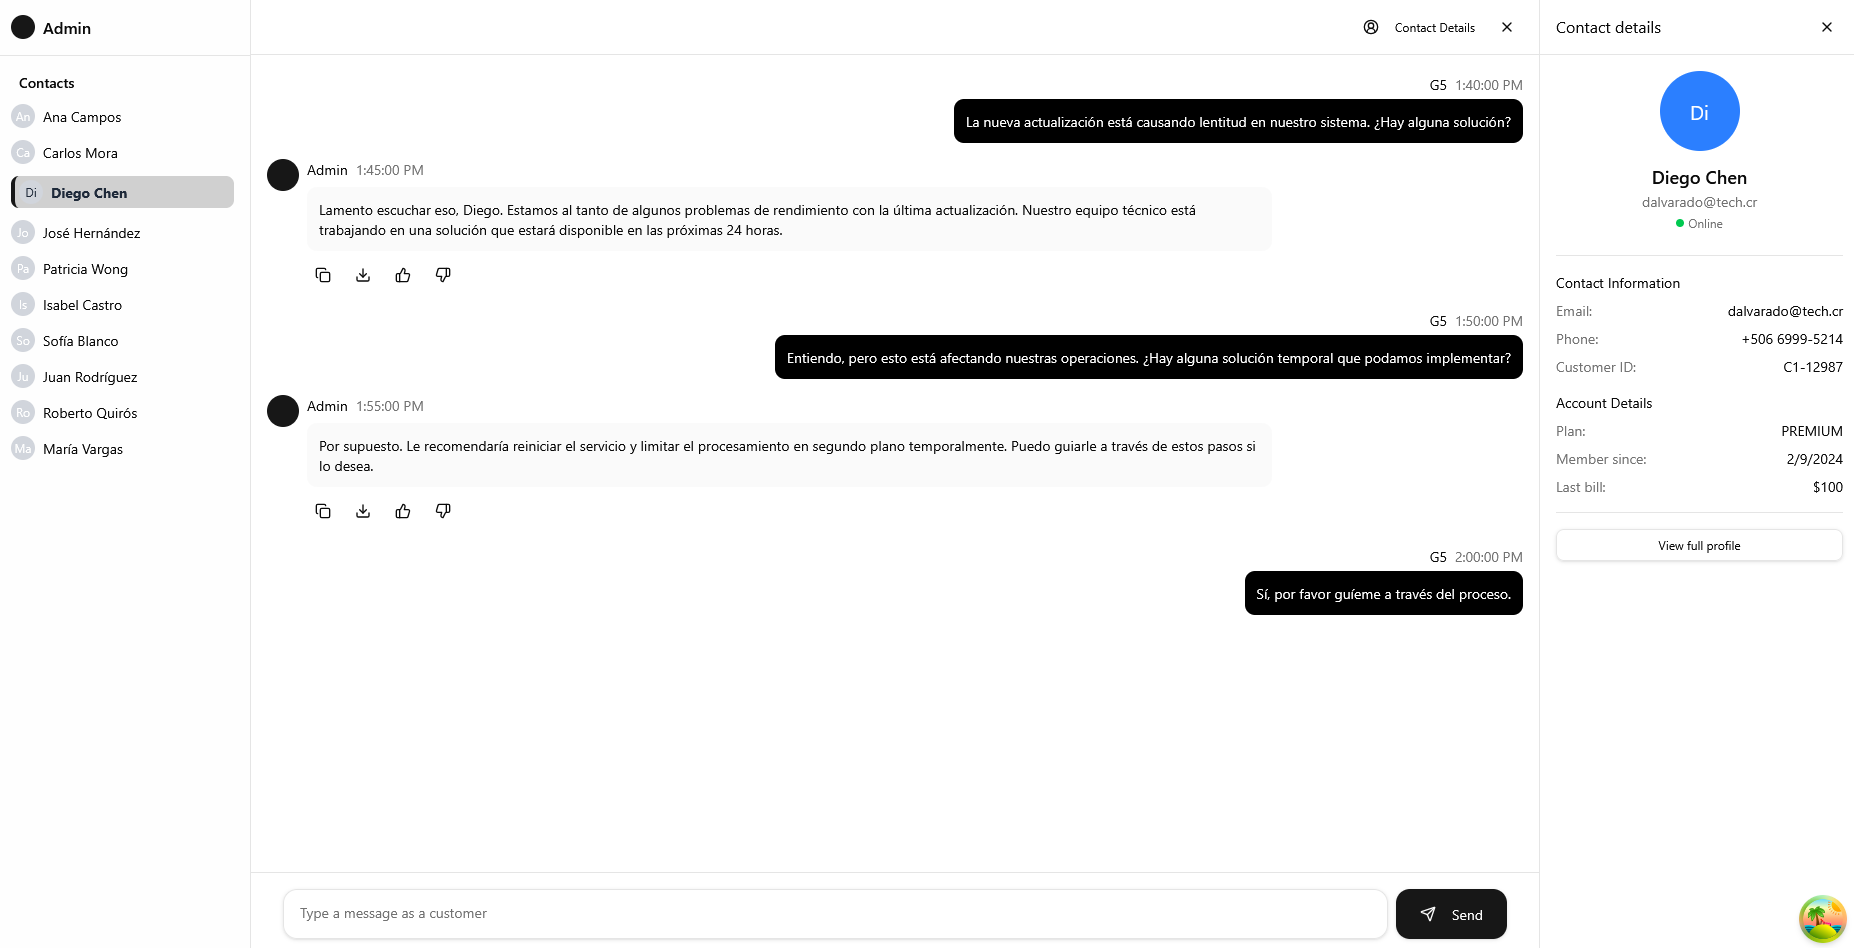 Admin
Contacts
An Ana Campos
Ca Carlos Mora
Di Diego Chen
Jo José Hernández
Pa Patricia Wong
Is Isabel Castro
So Sofía Blanco
Ju Juan Rodríguez
Ro Roberto Quirós
Ma María Vargas
Contact Details
G5 1:40:00 PM
La nueva actualización está causando lentitud en nuestro sistema. ¿Hay alguna solución?
Admin 1:45:00 PM
Lamento escuchar eso, Diego. Estamos al tanto de algunos problemas de rendimiento con la última actualización. Nuestro equipo técnico está
trabajando en una solución que estará disponible en las próximas 24 horas.
G5 1:50:00 PM
Entiendo, pero esto está afectando nuestras operaciones. ¿Hay alguna solución temporal que podamos implementar?
Admin 1:55:00 PM
Por supuesto. Le recomendaría reiniciar el servicio y limitar el procesamiento en segundo plano temporalmente. Puedo guiarle a través de estos pasos si
lo desea.
G5 2:00:00 PM
Sí, por favor guíeme a través del proceso.
Type a message as a customer
Send
Contact details
Di
Diego Chen
dalvarado@tech.cr
Online
Contact Information
Email: dalvarado@tech.cr
Phone: +506 6999-5214
Customer ID: C1-12987
Account Details
Plan: PREMIUM
Member since: 2/9/2024
Last bill: $100
View full profile